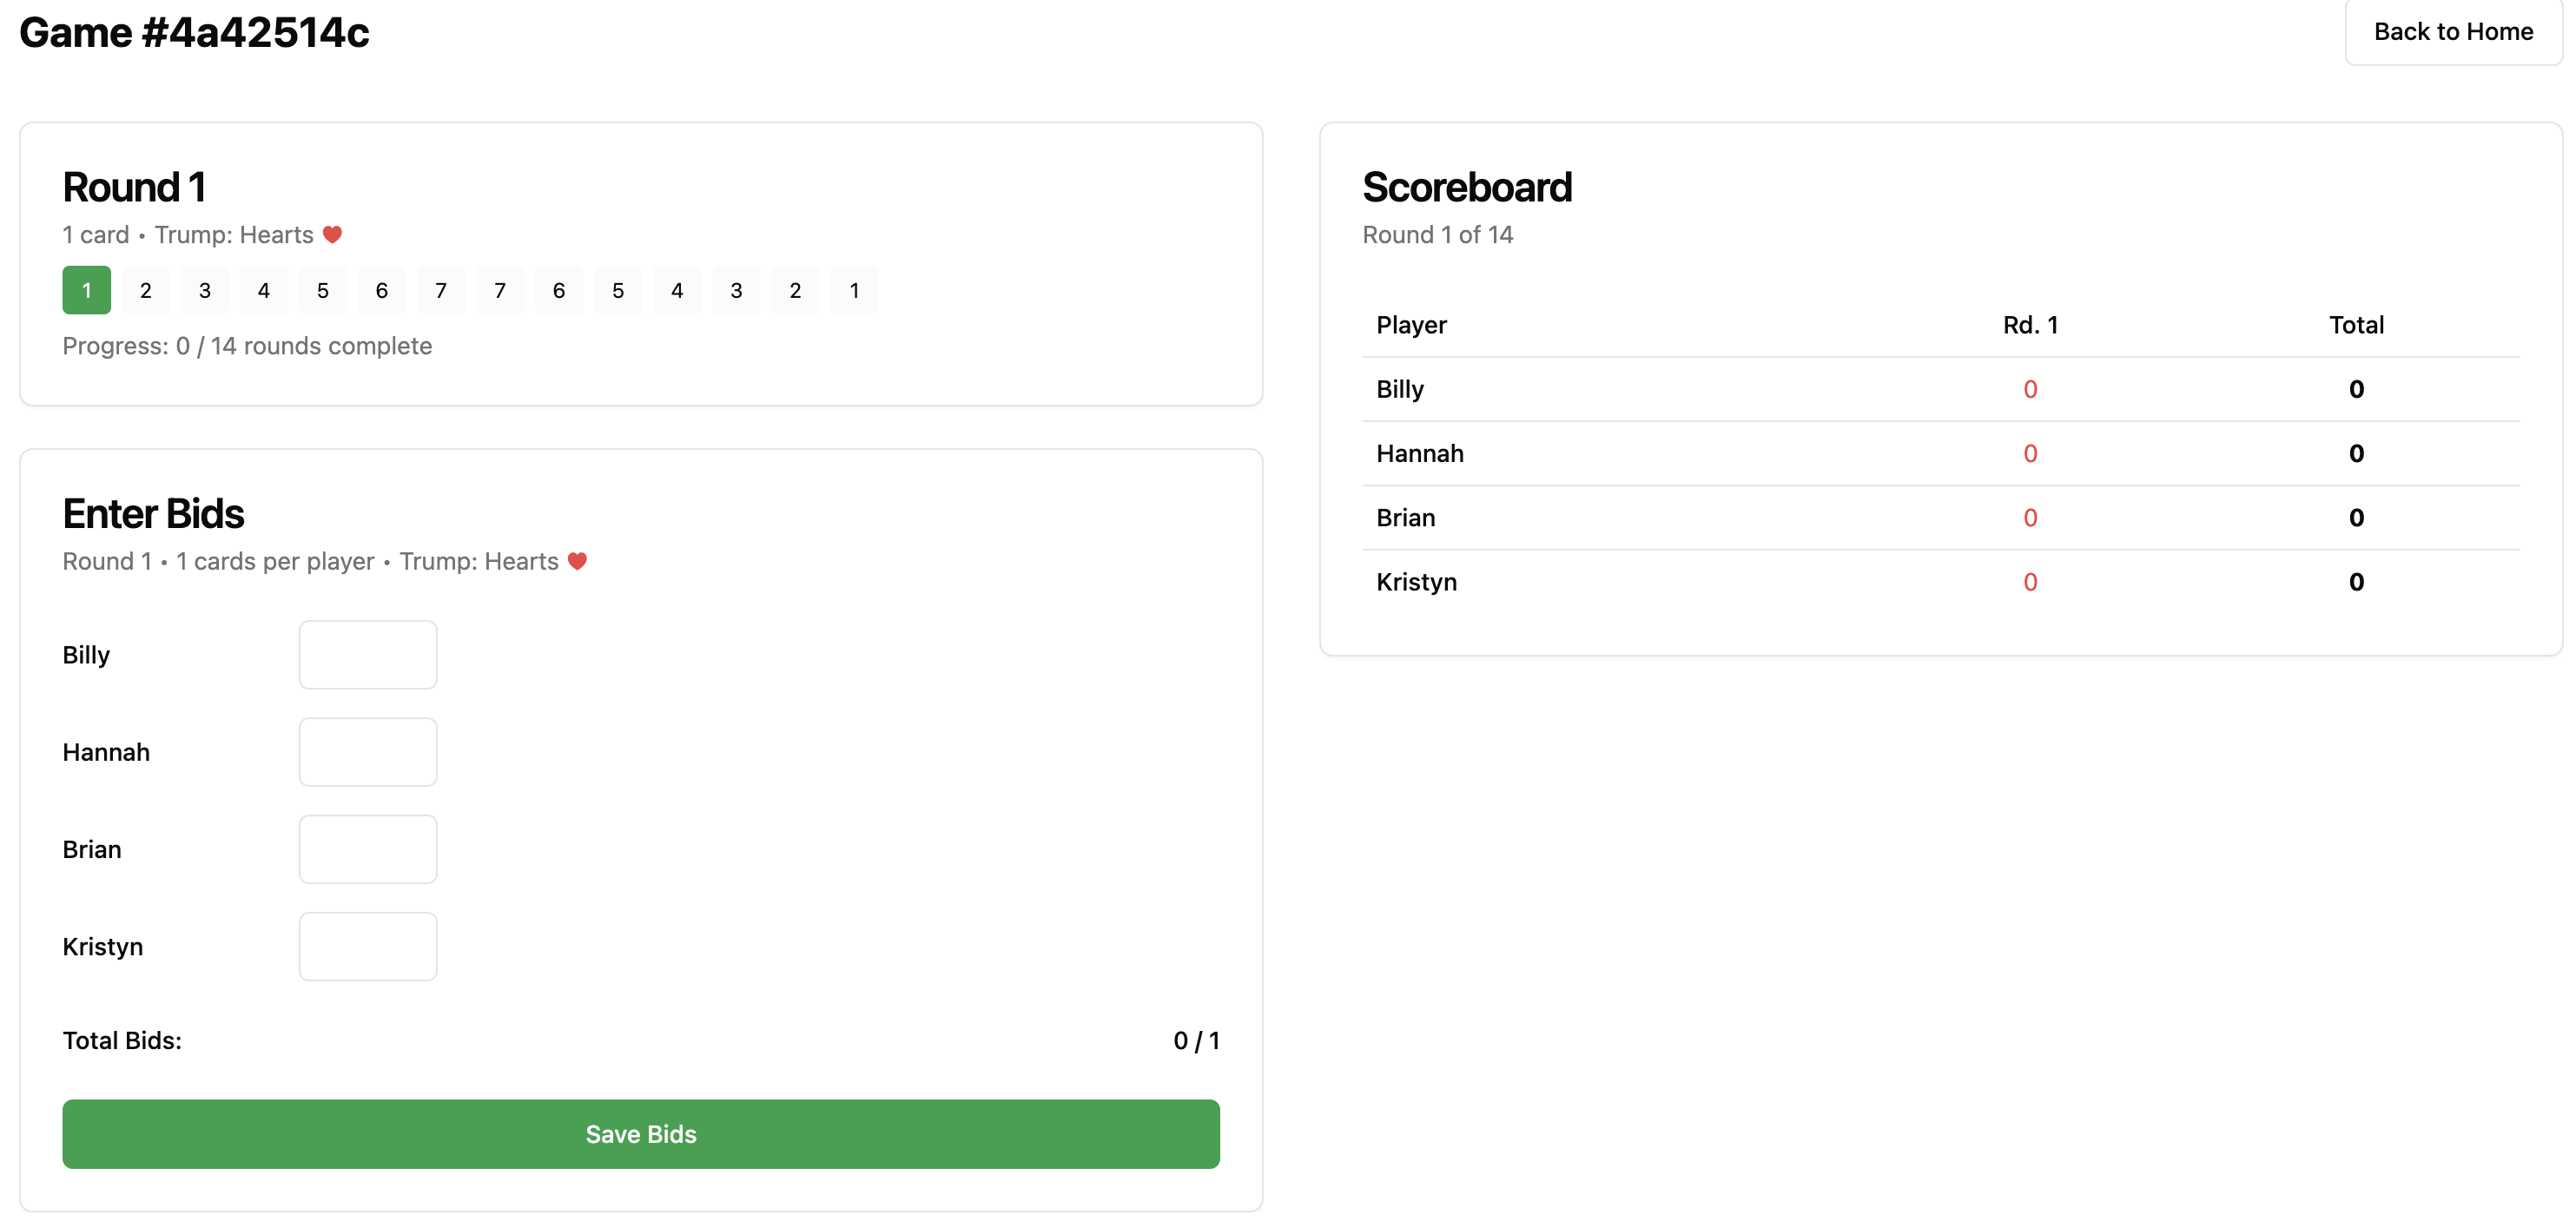 Game #4a42514c
Back to Home
Round 1
1 card • Trump: Hearts ♥
1 2 3 4 5 6 7 7 6 5 4 3 2 1
Progress: 0 / 14 rounds complete
Enter Bids
Round 1 • 1 cards per player • Trump: Hearts ♥
Billy
Hannah
Brian
Kristyn
Total Bids: 0 / 1
Save Bids
Scoreboard
Round 1 of 14
Player Rd. 1 Total
Billy 0 0
Hannah 0 0
Brian 0 0
Kristyn 0 0